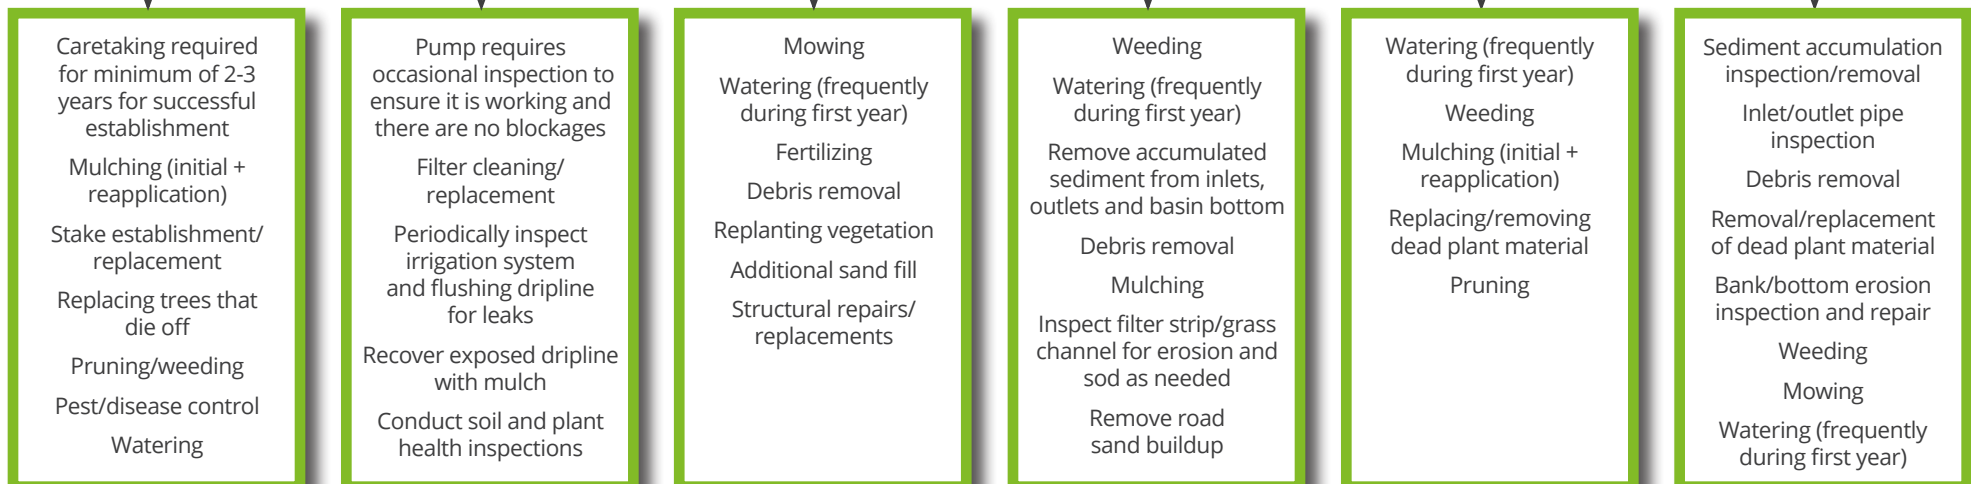 Caretaking required
for minimum of 2-3
years for successful
establishment
Mulching (initial +
reapplication)
Stake establishment/
replacement
Replacing trees that
die off
Pruning/weeding
Pest/disease control
Watering
Pump requires
occasional inspection to
ensure it is working and
there are no blockages
Filter cleaning/
replacement
Periodically inspect
irrigation system
and flushing dripline
for leaks
Recover exposed dripline
with mulch
Conduct soil and plant
health inspections
Mowing
Watering (frequently
during first year)
Fertilizing
Debris removal
Replanting vegetation
Additional sand fill
Structural repairs/
replacements
Weeding
Watering (frequently
during first year)
Remove accumulated
sediment from inlets,
outlets and basin bottom
Debris removal
Mulching
Inspect filter strip/grass
channel for erosion and
sod as needed
Remove road
sand buildup
Watering (frequently
during first year)
Weeding
Mulching (initial +
reapplication)
Replacing/removing
dead plant material
Pruning
Sediment accumulation
inspection/removal
Inlet/outlet pipe
inspection
Debris removal
Removal/replacement
of dead plant material
Bank/bottom erosion
inspection and repair
Weeding
Mowing
Watering (frequently
during first year)